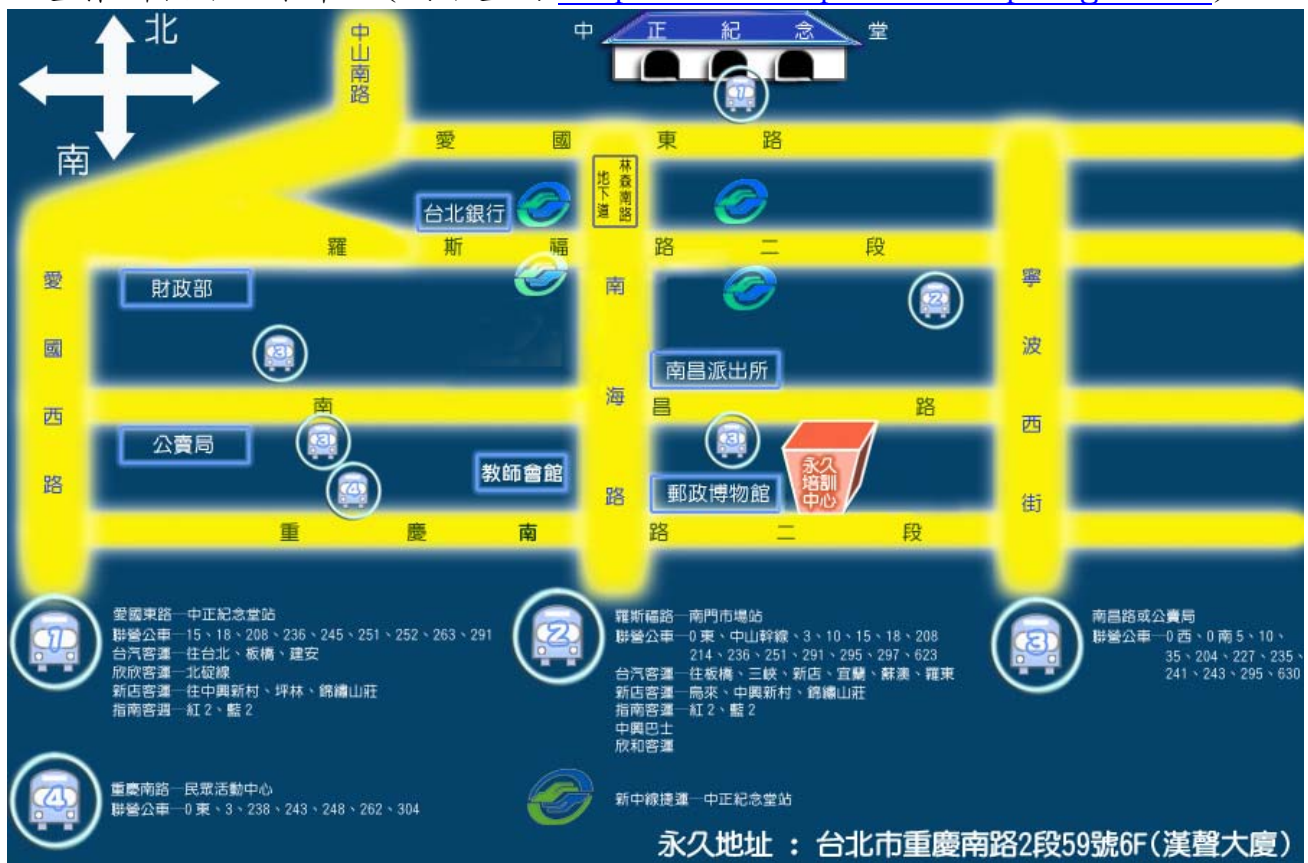 北
南
中山南路
中正紀念堂
愛國東路
林森南路
地下道
台北銀行
羅斯福路二段
愛國西路
財政部
南海路
寧波西街
南昌派出所
南昌路
公賣局
教師會館
郵政博物館
永久
培訓
中心
重慶南路二段
1
2
3
3
3
4
1
愛國東路─中正紀念堂站
聯營公車─15、18、208、236、245、251、252、263、291
台汽客運─往台北、板橋、建安
欣欣客運─北碇線
新店客運─往中興新村、坪林、錦繡山莊
指南客運─紅2、藍2
2
羅斯福路─南門市場站
聯營公車─0東、中山幹線、3、10、15、18、208
214、236、251、291、295、297、623
台汽客運─往板橋、三峽、新店、宜蘭、蘇澳、羅東
新店客運─烏來、中興新村、錦繡山莊
指南客運─紅2、藍2
中興巴士
欣和客運
3
南昌路或公賣局
聯營公車─0西、0南5、10、
35、204、227、235、
241、243、295、630
4
重慶南路─民眾活動中心
聯營公車─0東、3、238、243、248、262、304
新中線捷運─中正紀念堂站
永久地址 : 台北市重慶南路2段59號6F(漢聲大廈)